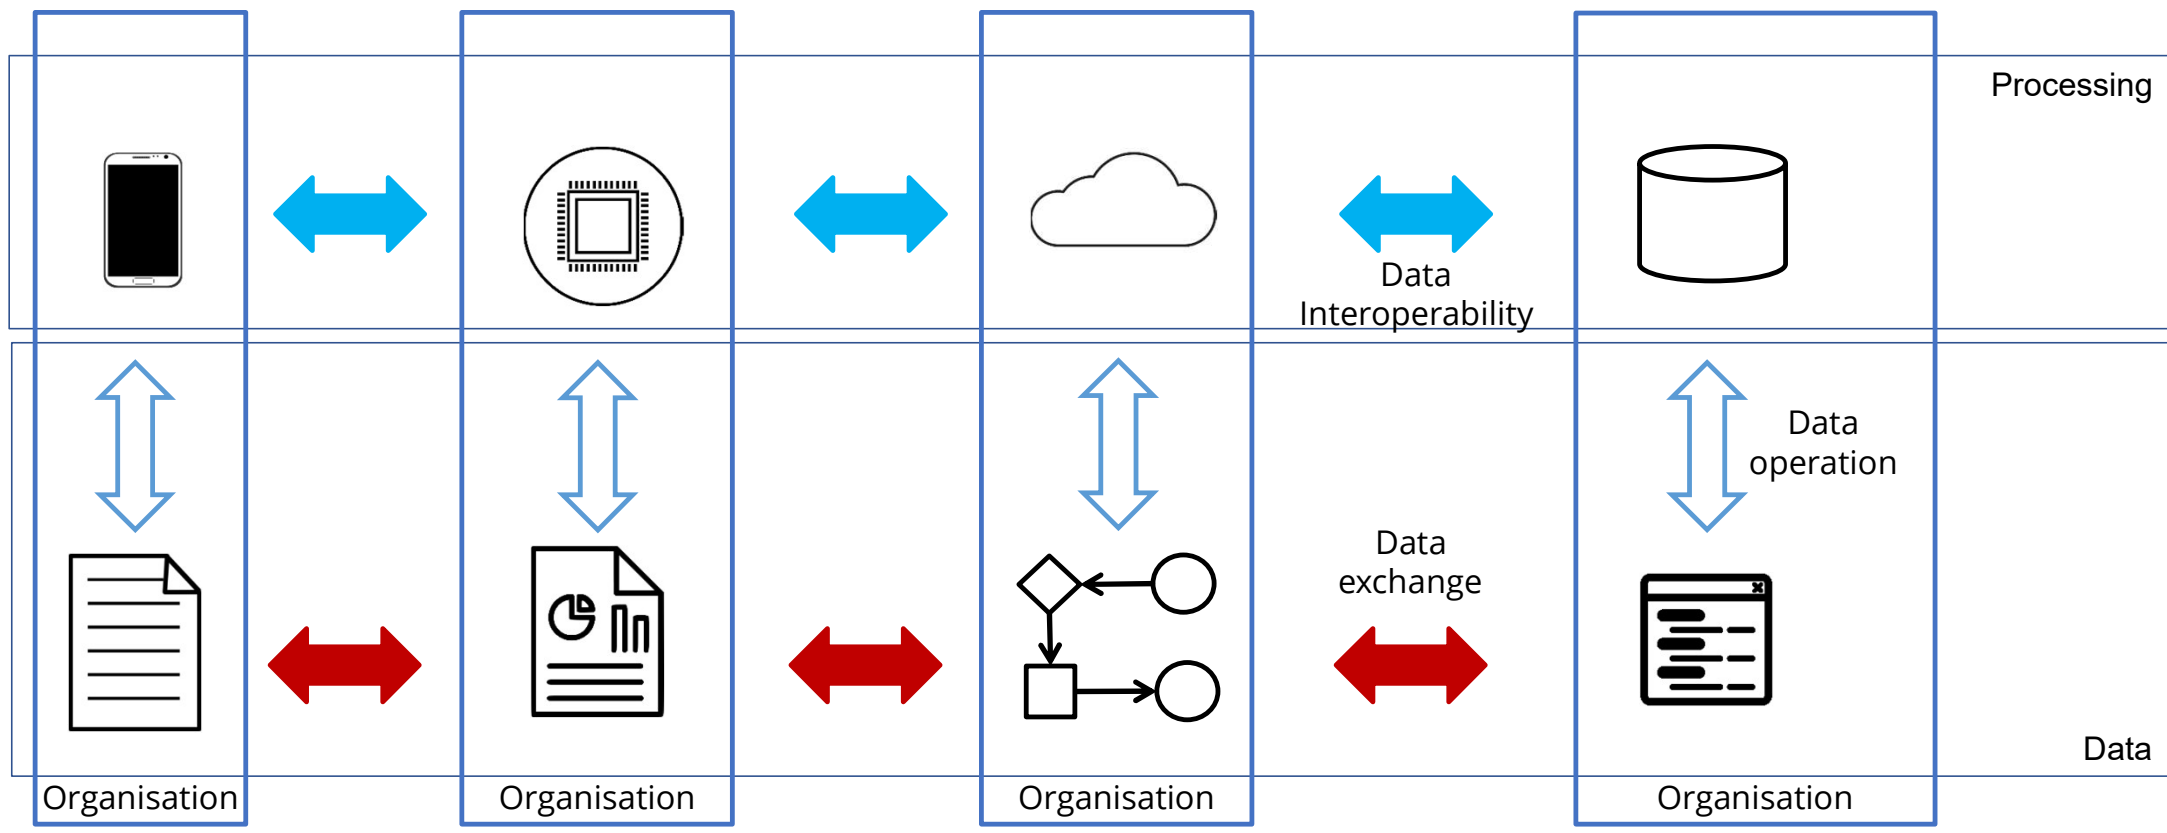 Processing
Data
Interoperability
Data
operation
Data
exchange
Data
Organisation
Organisation
Organisation
Organisation